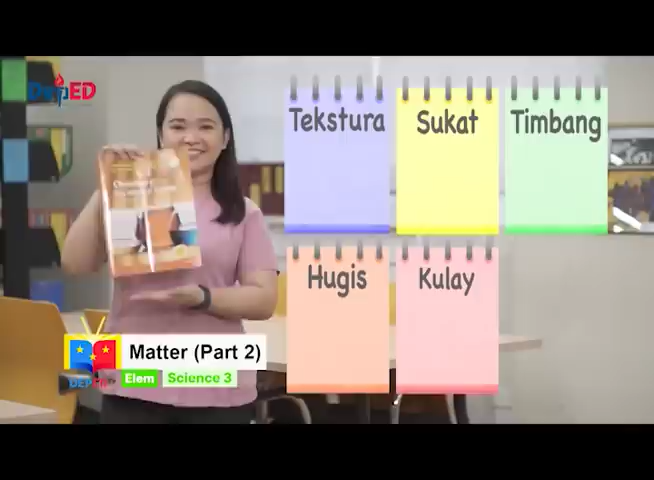 DepED
Tekstura
Sukat
Timbang
Hugis
Kulay
Matter (Part 2)
Elem
Science 3